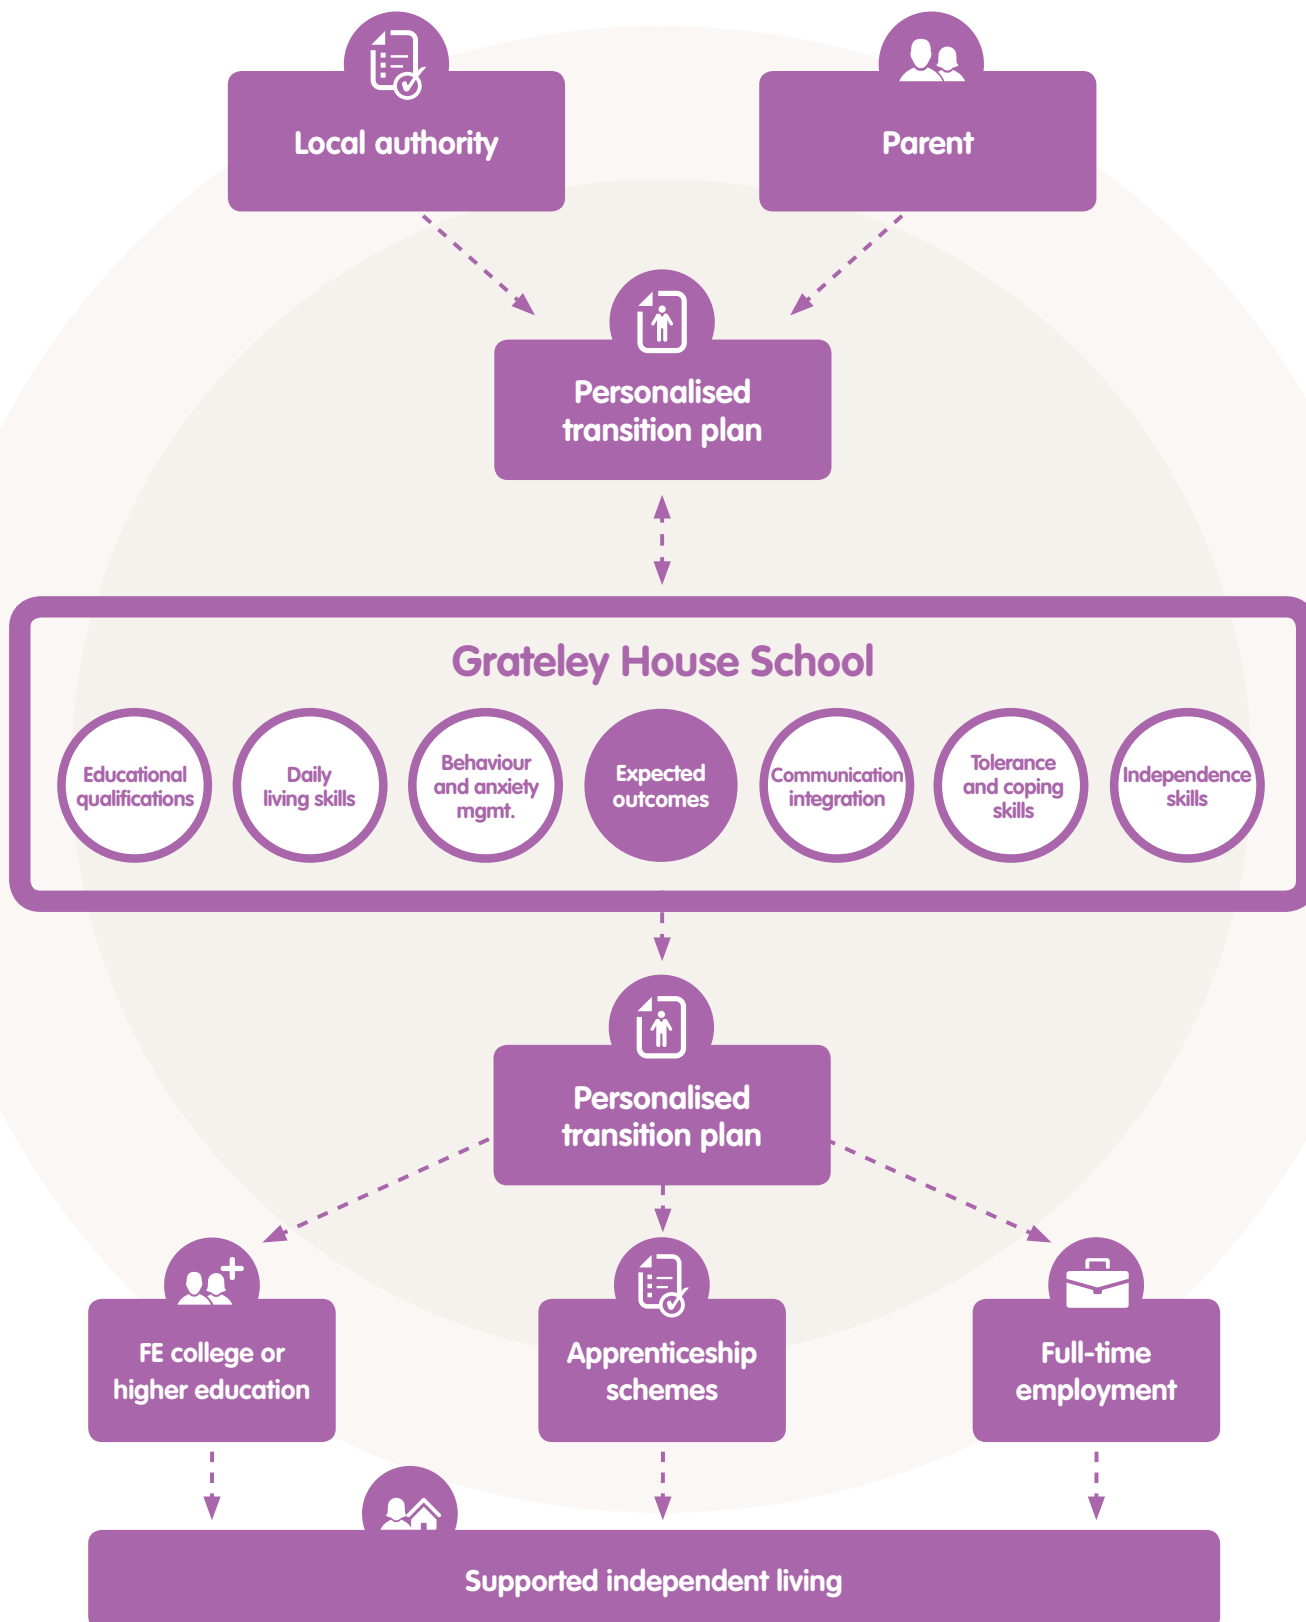 Local authority
Parent
Personalised
transition plan
Grateley House School
Educational
qualifications
Daily
living skills
Behaviour
and anxiety
mgmt.
Expected
outcomes
Communication
integration
Tolerance
and coping
skills
Independence
skills
Personalised
transition plan
FE college or
higher education
Apprenticeship
schemes
Full-time
employment
Supported independent living